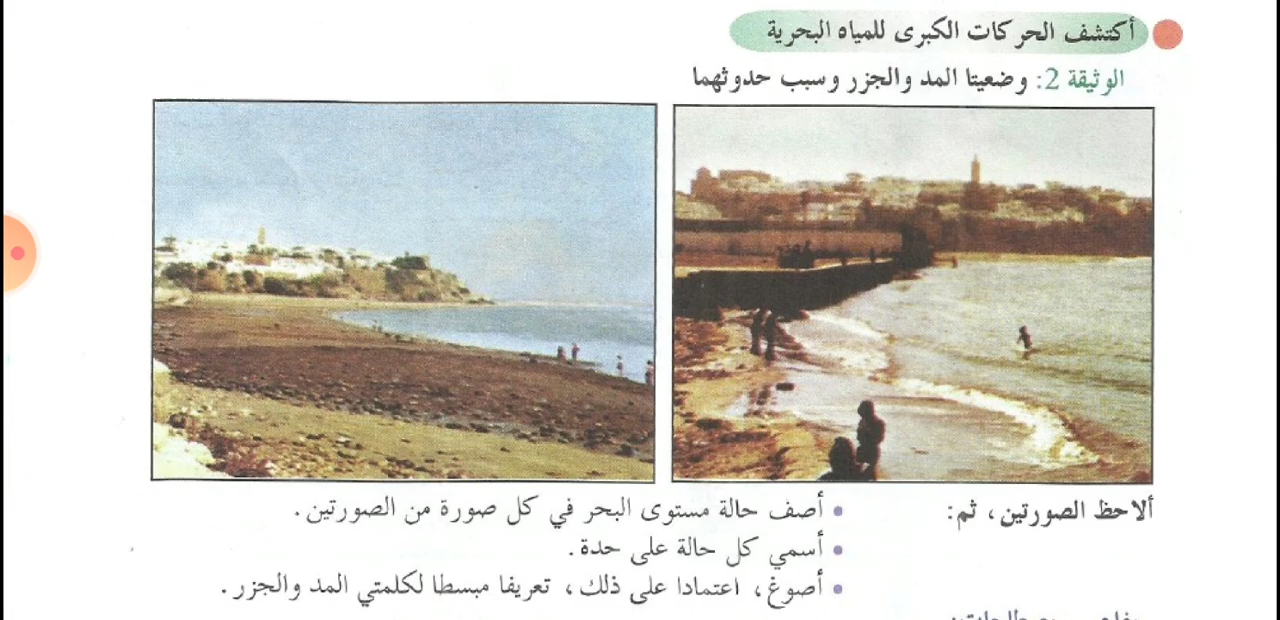 أكتشف الحركات الكبرى للمياه البحرية
الوثيقة 2: وضعيتا المد والجزر وسبب حدوثهما
ألاحظ الصورتين، ثم:
• أصف حالة مستوى البحر في كل صورة من الصورتين.
• أسمي كل حالة على حدة.
• أصوغ، اعتمادا على ذلك، تعريفا مبسطا لكلمتي المد والجزر.